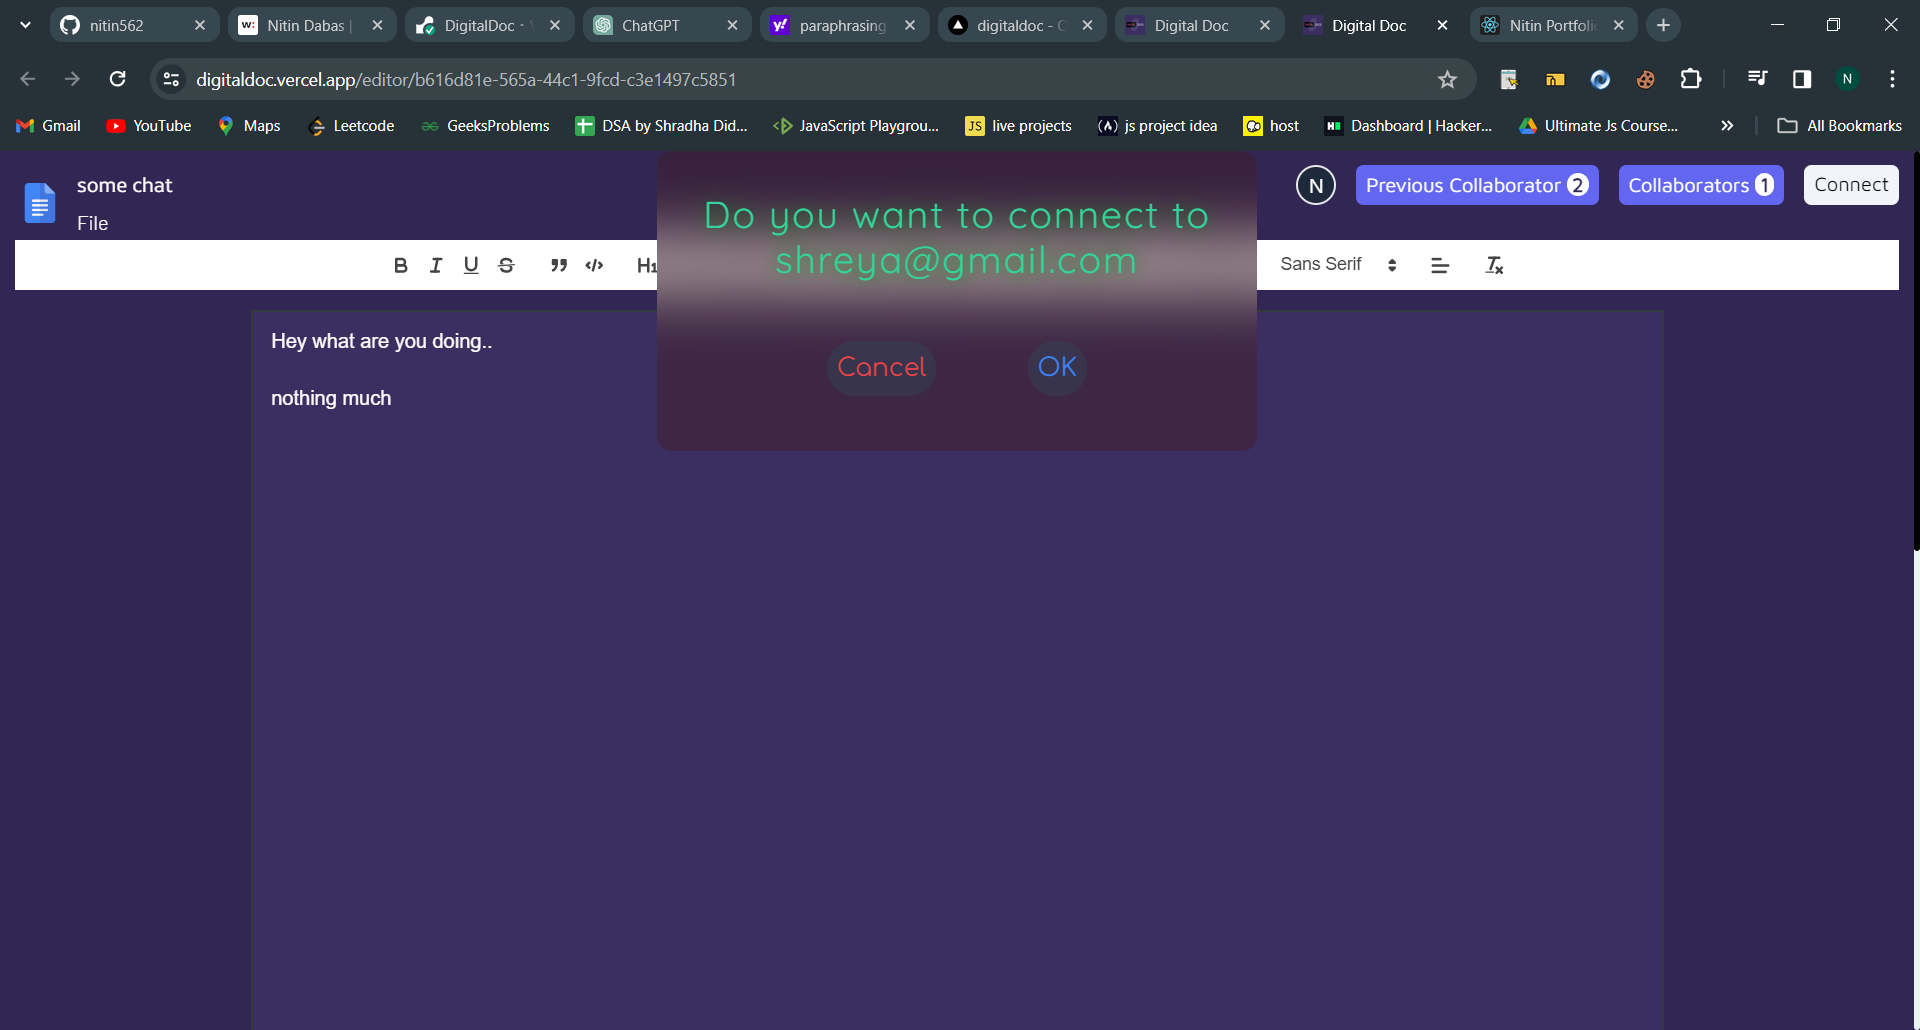 nitin562
Nitin Dabas |
DigitalDoc -
ChatGPT
paraphrasing
digitaldoc - C
Digital Doc
Digital Doc
Nitin Portfolio
digitaldoc.vercel.app/editor/b616d81e-565a-44c1-9fcd-c3e1497c5851
N
Gmail
YouTube
Maps
Leetcode
GeeksProblems
DSA by Shradha Did...
JavaScript Playgrou...
JS live projects
js project idea
host
Dashboard | Hacker...
Ultimate Js Course...
All Bookmarks
some chat
File
N
Previous Collaborator 2
Collaborators 1
Connect
Do you want to connect to
shreya@gmail.com
Cancel
OK
B I U S H1
Sans Serif
Hey what are you doing..
nothing much